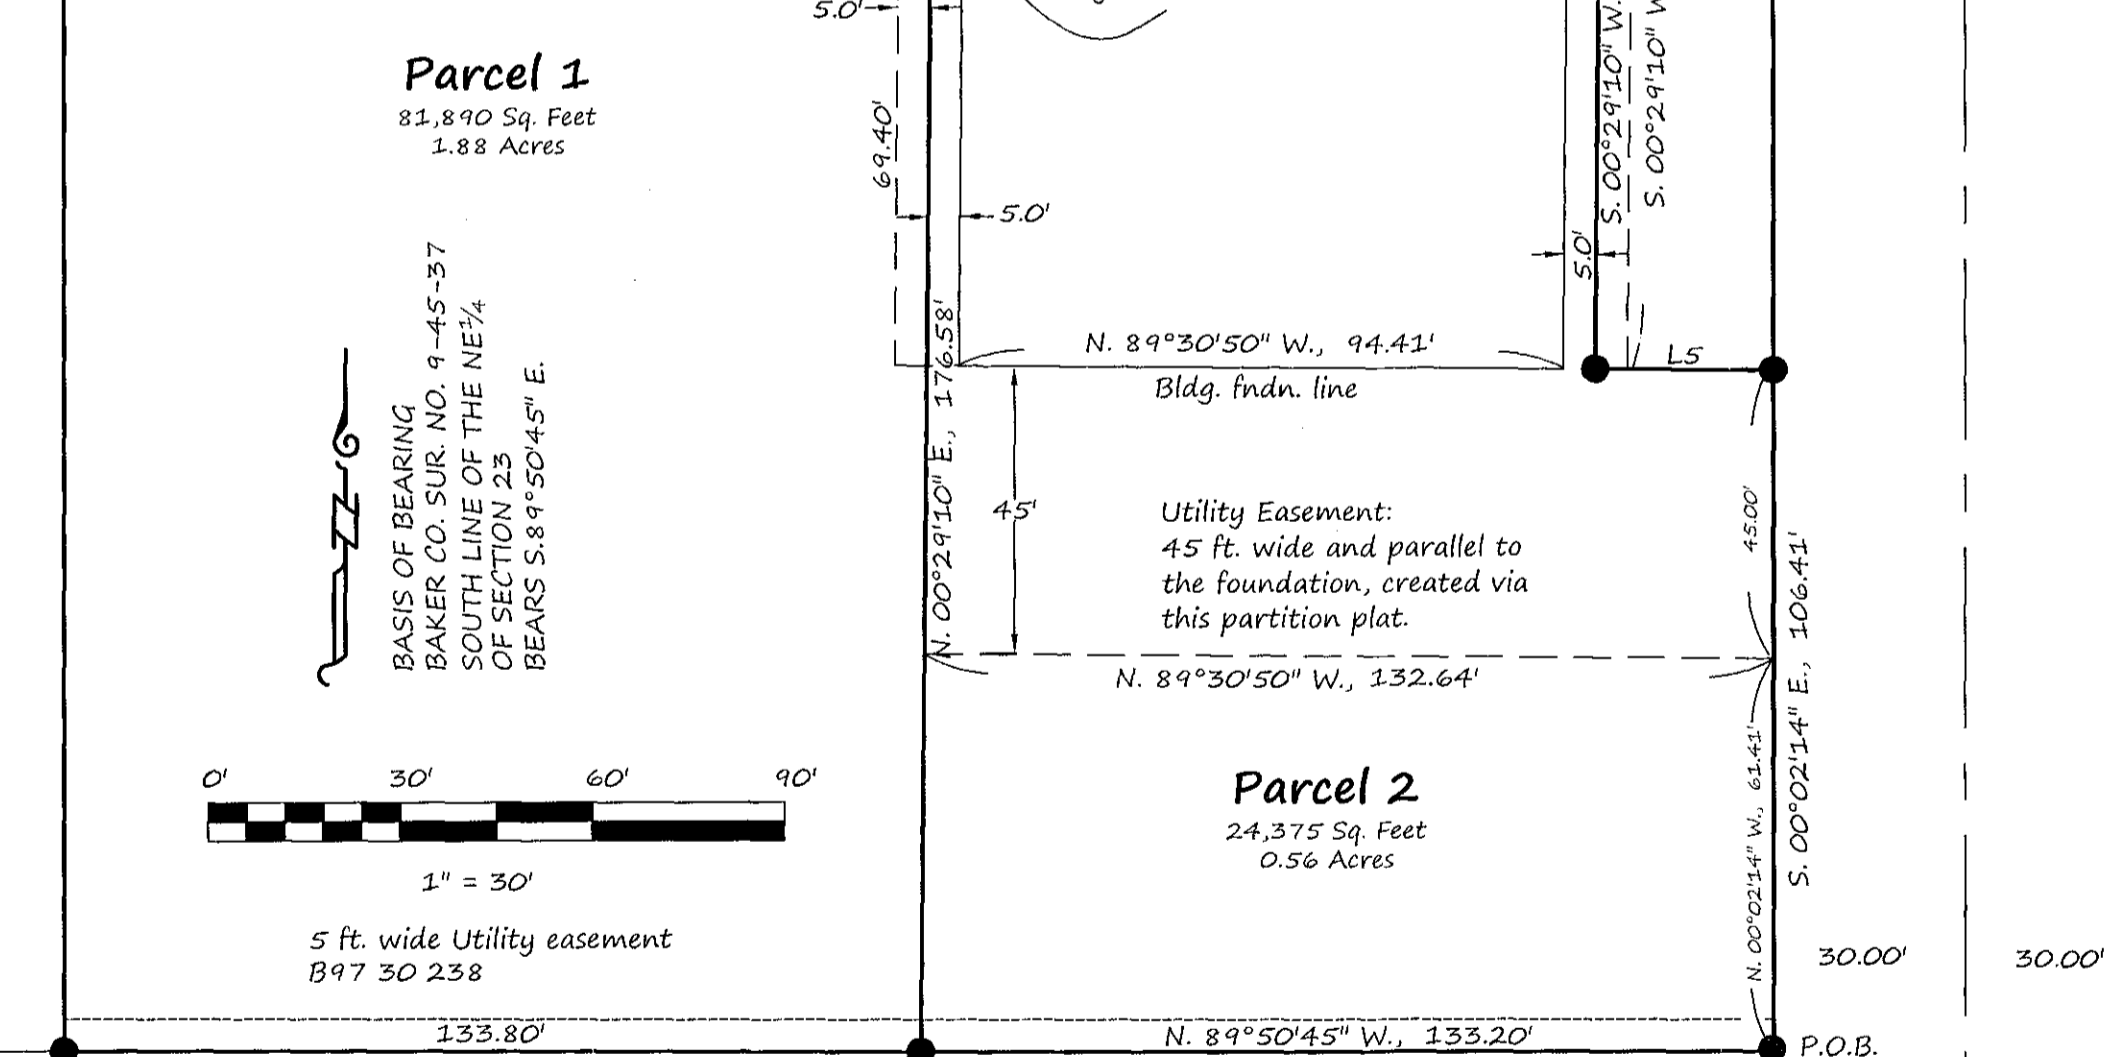 5.0'
Parcel 1
81,890 Sq. Feet
1.88 Acres
69.40'
5.0'
S. 00°29'10" W.
S. 00°29'10" W
5.0'
N. 00°29'10" E., 176.58'
N. 89°30'50" W., 94.41'
Bldg. fndn. line
L5
BASIS OF BEARING
BAKER CO. SUR. NO. 9-45-37
SOUTH LINE OF THE NE1/4
OF SECTION 23
BEARS S.89°50'45" E.
N
45'
Utility Easement:
45 ft. wide and parallel to
the foundation, created via
this partition plat.
45.00'
S. 00°02'14" E., 106.41'
N. 89°30'50" W., 132.64'
N. 00°02'14" W., 61.41'
0' 30' 60' 90'
1" = 30'
Parcel 2
24,375 Sq. Feet
0.56 Acres
5 ft. wide Utility easement
B97 30 238
30.00' 30.00'
133.80'
N. 89°50'45" W., 133.20'
P.O.B.